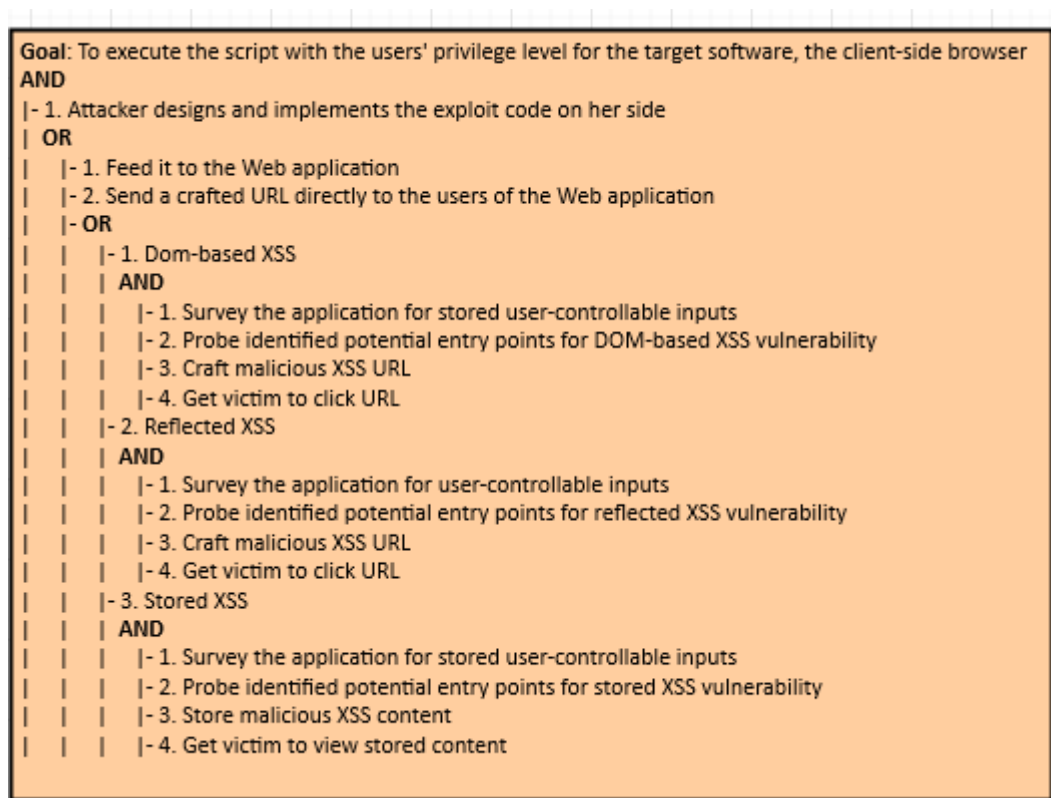 Goal: To execute the script with the users' privilege level for the target software, the client-side browser
AND
|- 1. Attacker designs and implements the exploit code on her side
|  OR
|    |- 1. Feed it to the Web application
|    |- 2. Send a crafted URL directly to the users of the Web application
|    |- OR
|    |    |- 1. Dom-based XSS
|    |    |  AND
|    |    |    |- 1. Survey the application for stored user-controllable inputs
|    |    |    |- 2. Probe identified potential entry points for DOM-based XSS vulnerability
|    |    |    |- 3. Craft malicious XSS URL
|    |    |    |- 4. Get victim to click URL
|    |    |- 2. Reflected XSS
|    |    |  AND
|    |    |    |- 1. Survey the application for user-controllable inputs
|    |    |    |- 2. Probe identified potential entry points for reflected XSS vulnerability
|    |    |    |- 3. Craft malicious XSS URL
|    |    |    |- 4. Get victim to click URL
|    |    |- 3. Stored XSS
|    |    |  AND
|    |    |    |- 1. Survey the application for stored user-controllable inputs
|    |    |    |- 2. Probe identified potential entry points for stored XSS vulnerability
|    |    |    |- 3. Store malicious XSS content
|    |    |    |- 4. Get victim to view stored content